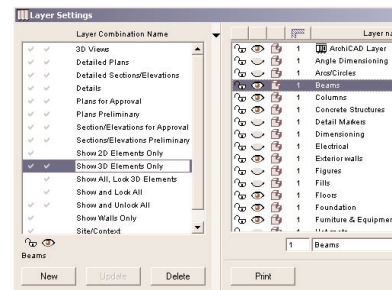 Layer Settings
Layer Combination Name
3D Views
Detailed Plans
Detailed Sections/Elevations
Details
Plans for Approval
Plans Preliminary
Section/Elevations for Approval
Sections/Elevations Preliminary
Show 2D Elements Only
Show 3D Elements Only
Show All, Lock 3D Elements
Show and Lock All
Show and Unlock All
Show Walls Only
Site/Context
Beams
New Update Delete
Layer
1 ArchiCAD Layer
1 Angle Dimensioning
1 Arcs/Circles
1 Beams
1 Columns
1 Concrete Structures
1 Detail Markers
1 Dimensioning
1 Electrical
1 Exterior walls
1 Figures
1 Fills
1 Floors
1 Foundation
1 Furniture & Equipmer
1 Beams
Print